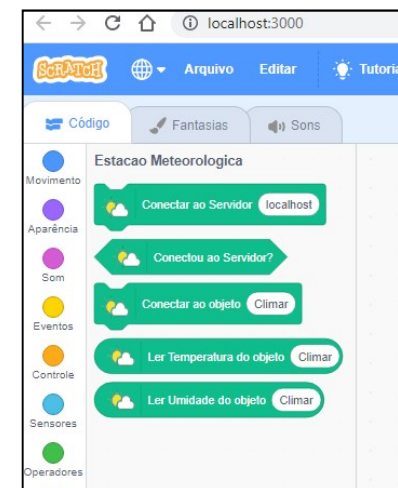 localhost:3000
SCRATCH Arquivo Editar Tutoria
Código Fantasias Sons
Movimento
Aparência
Som
Eventos
Controle
Sensores
Operadores
Estacao Meteorologica
Conectar ao Servidor localhost
Conectou ao Servidor?
Conectar ao objeto Climar
Ler Temperatura do objeto Climar
Ler Umidade do objeto Climar